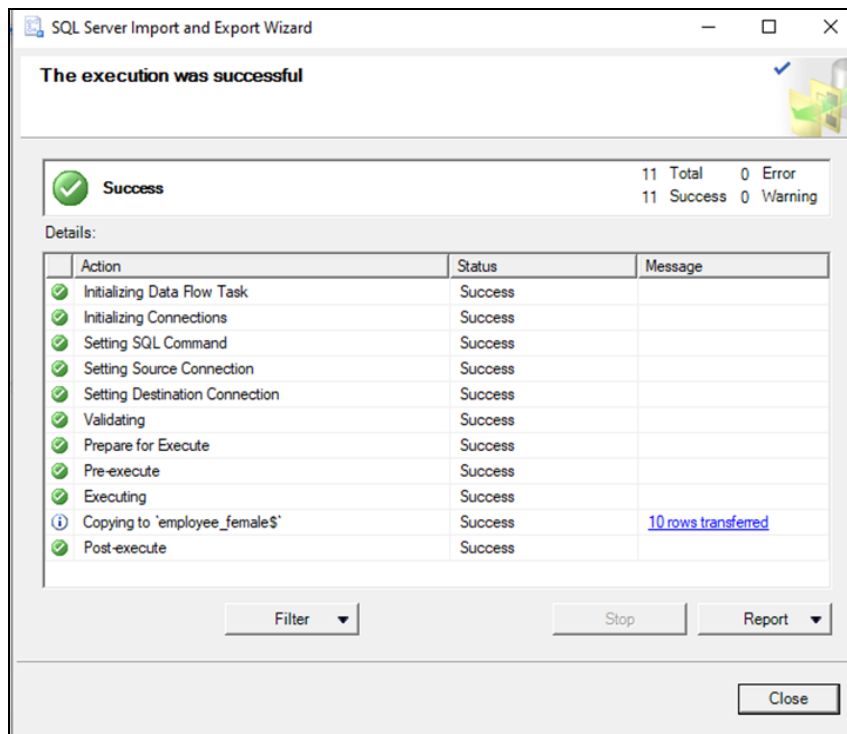 SQL Server Import and Export Wizard
The execution was successful
Success
11 Total 0 Error
11 Success 0 Warning
Details:
Action Status Message
Initializing Data Flow Task Success
Initializing Connections Success
Setting SQL Command Success
Setting Source Connection Success
Setting Destination Connection Success
Validating Success
Prepare for Execute Success
Pre-execute Success
Executing Success
Copying to `employee_female$` Success 10 rows transferred
Post-execute Success
Filter Stop Report
Close